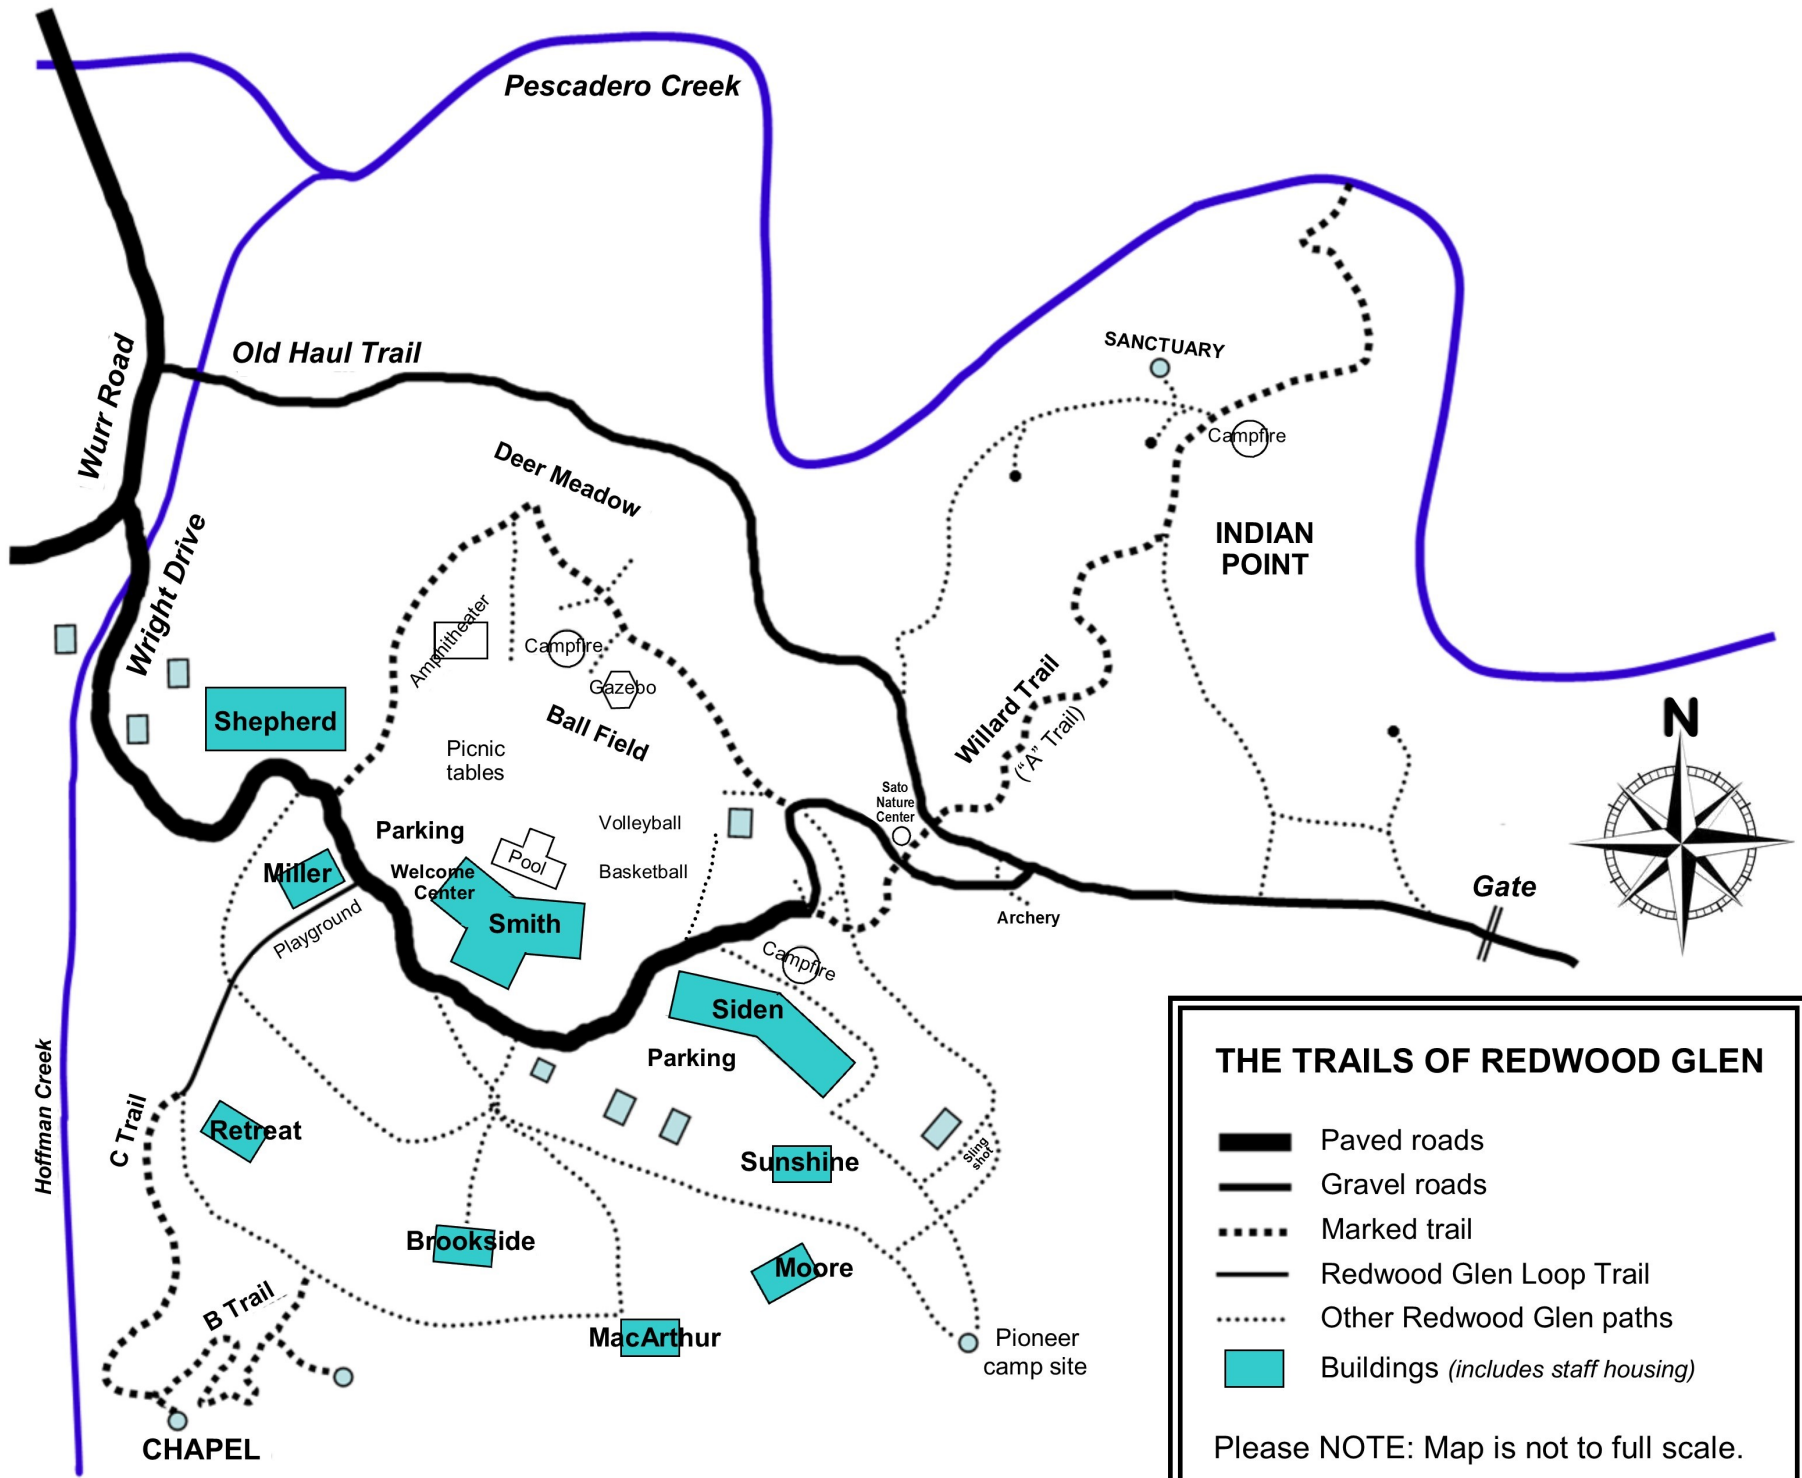 Pescadero Creek
SANCTUARY
Old Haul Trail
Wurr Road
Campfire
Deer Meadow
INDIAN
POINT
Wright Drive
Amphitheater
Campfire
Gazebo
Willard Trail
("A" Trail)
Shepherd
Ball Field
N
Picnic
tables
Sato
Nature
Center
Parking
Volleyball
Pool
Miller
Welcome
Center
Basketball
Gate
Smith
Playground
Archery
Campfire
Siden
Parking
Hoffman Creek
C Trail
Retreat
Sunshine
Sling
shot
Brookside
Moore
B Trail
MacArthur
Pioneer
camp site
CHAPEL
THE TRAILS OF REDWOOD GLEN
Paved roads
Gravel roads
Marked trail
Redwood Glen Loop Trail
Other Redwood Glen paths
Buildings (includes staff housing)
Please NOTE: Map is not to full scale.